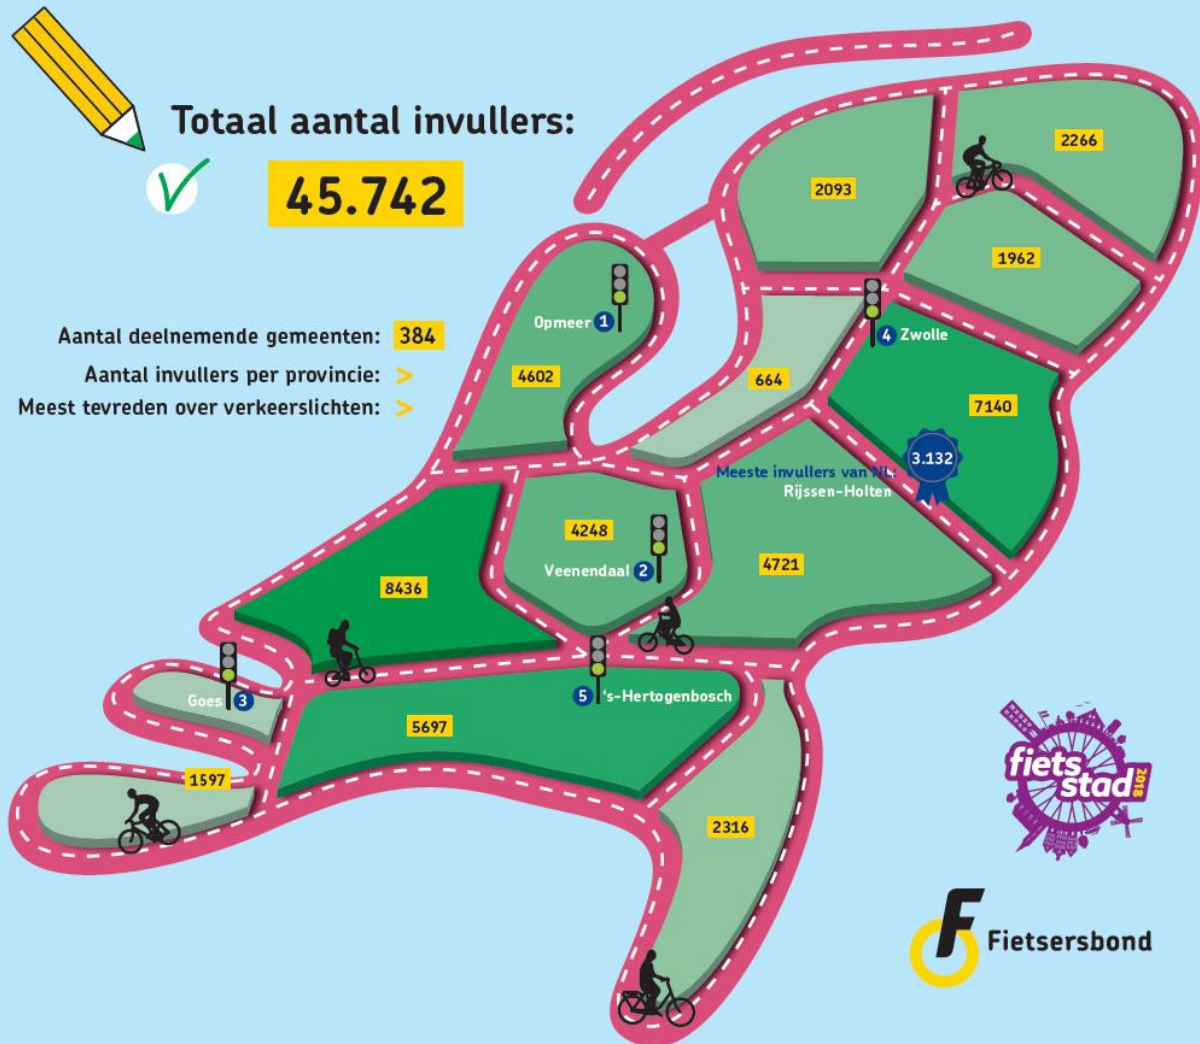 Totaal aantal invullers:
45.742
Aantal deelnemende gemeenten: 384
Aantal invullers per provincie: >
Meest tevreden over verkeerslichten: >
2266
2093
1962
Opmeer 1
4 Zwolle
4602
664
7140
Meeste invullers van NL:
3.132
Rijssen-Holten
4248
Veenendaal 2
4721
8436
Goes 3
5 's-Hertogenbosch
5697
1597
2316
fiets
stad
2018
F
Fietsersbond